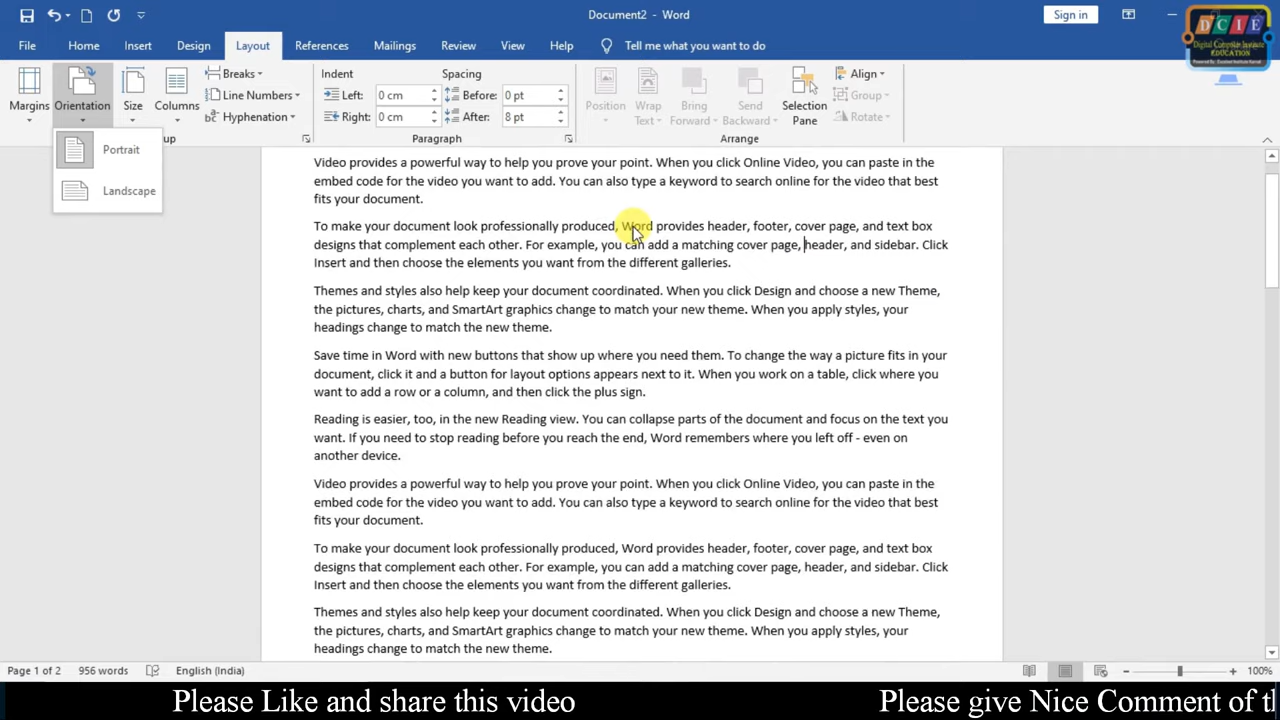 Document2 - Word
Sign in
DCIE
Digital Computer Institute
EDUCATION
File Home Insert Design Layout References Mailings Review View Help Tell me what you want to do
Margins
Orientation
Size
Columns
Breaks
Line Numbers
Hyphenation
Indent
Left: 0 cm
Right: 0 cm
Spacing
Before: 0 pt
After: 8 pt
Position
Wrap
Text
Bring
Forward
Send
Backward
Selection
Pane
Align
Group
Rotate
up
Paragraph
Arrange
Portrait
Landscape
Video provides a powerful way to help you prove your point. When you click Online Video, you can paste in the
embed code for the video you want to add. You can also type a keyword to search online for the video that best
fits your document.
To make your document look professionally produced, Word provides header, footer, cover page, and text box
designs that complement each other. For example, you can add a matching cover page, header, and sidebar. Click
Insert and then choose the elements you want from the different galleries.
Themes and styles also help keep your document coordinated. When you click Design and choose a new Theme,
the pictures, charts, and SmartArt graphics change to match your new theme. When you apply styles, your
headings change to match the new theme.
Save time in Word with new buttons that show up where you need them. To change the way a picture fits in your
document, click it and a button for layout options appears next to it. When you work on a table, click where you
want to add a row or a column, and then click the plus sign.
Reading is easier, too, in the new Reading view. You can collapse parts of the document and focus on the text you
want. If you need to stop reading before you reach the end, Word remembers where you left off - even on
another device.
Video provides a powerful way to help you prove your point. When you click Online Video, you can paste in the
embed code for the video you want to add. You can also type a keyword to search online for the video that best
fits your document.
To make your document look professionally produced, Word provides header, footer, cover page, and text box
designs that complement each other. For example, you can add a matching cover page, header, and sidebar. Click
Insert and then choose the elements you want from the different galleries.
Themes and styles also help keep your document coordinated. When you click Design and choose a new Theme,
the pictures, charts, and SmartArt graphics change to match your new theme. When you apply styles, your
headings change to match the new theme.
Page 1 of 2 956 words English (India) 100%
Please Like and share this video Please give Nice Comment of t